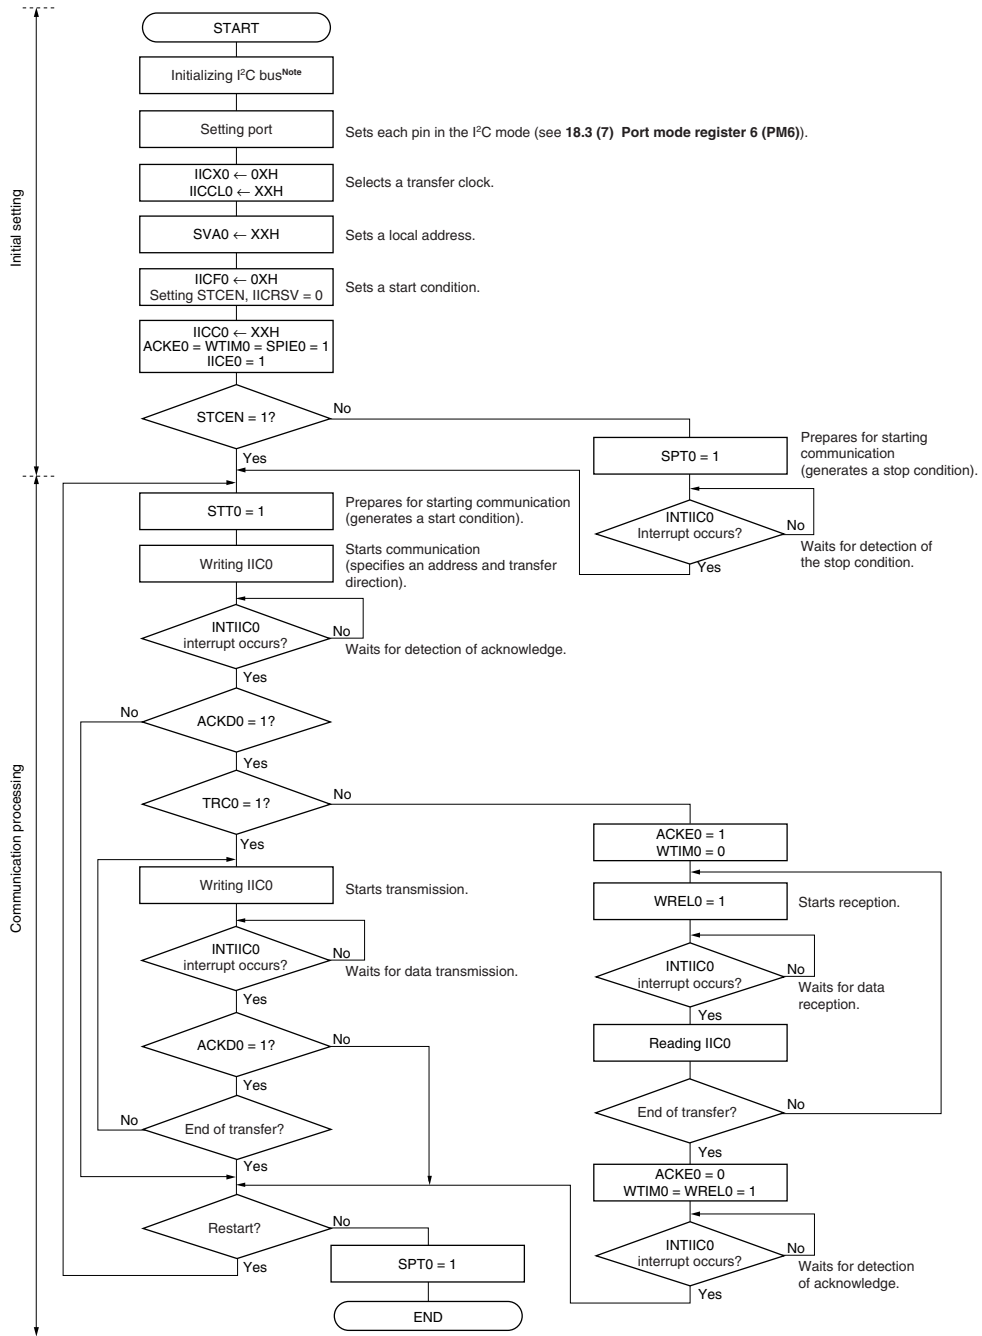 START
Initializing I²C bus^Note
Setting port
Sets each pin in the I²C mode (see 18.3 (7) Port mode register 6 (PM6)).
IICX0 ← 0XH
IICCL0 ← XXH
Selects a transfer clock.
SVA0 ← XXH
Sets a local address.
IICF0 ← 0XH
Setting STCEN, IICRSV = 0
Sets a start condition.
IICC0 ← XXH
ACKE0 = WTIM0 = SPIE0 = 1
IICE0 = 1
Initial setting
STCEN = 1?
No
Yes
SPT0 = 1
Prepares for starting
communication
(generates a stop condition).
INTIIC0
Interrupt occurs?
No
Waits for detection of
the stop condition.
Yes
STT0 = 1
Prepares for starting communication
(generates a start condition).
Writing IIC0
Starts communication
(specifies an address and transfer
direction).
INTIIC0
interrupt occurs?
No
Waits for detection of acknowledge.
Yes
ACKD0 = 1?
No
Yes
TRC0 = 1?
No
Yes
Communication processing
Writing IIC0
Starts transmission.
INTIIC0
interrupt occurs?
No
Waits for data transmission.
Yes
ACKD0 = 1?
No
Yes
End of transfer?
No
Yes
Restart?
No
Yes
SPT0 = 1
END
ACKE0 = 1
WTIM0 = 0
WREL0 = 1
Starts reception.
INTIIC0
interrupt occurs?
No
Waits for data
reception.
Yes
Reading IIC0
End of transfer?
No
Yes
ACKE0 = 0
WTIM0 = WREL0 = 1
INTIIC0
interrupt occurs?
No
Waits for detection
of acknowledge.
Yes